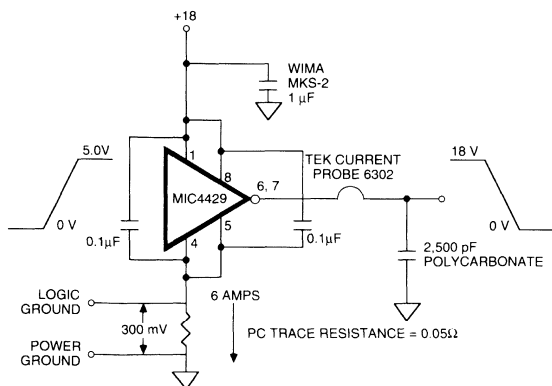 +18
WIMA
MKS-2
1 µF
5.0V
0 V
1
8
MIC4429
6, 7
5
4
0.1µF
0.1µF
TEK CURRENT
PROBE 6302
18 V
0 V
2,500 pF
POLYCARBONATE
LOGIC
GROUND
300 mV
POWER
GROUND
6 AMPS
PC TRACE RESISTANCE = 0.05Ω